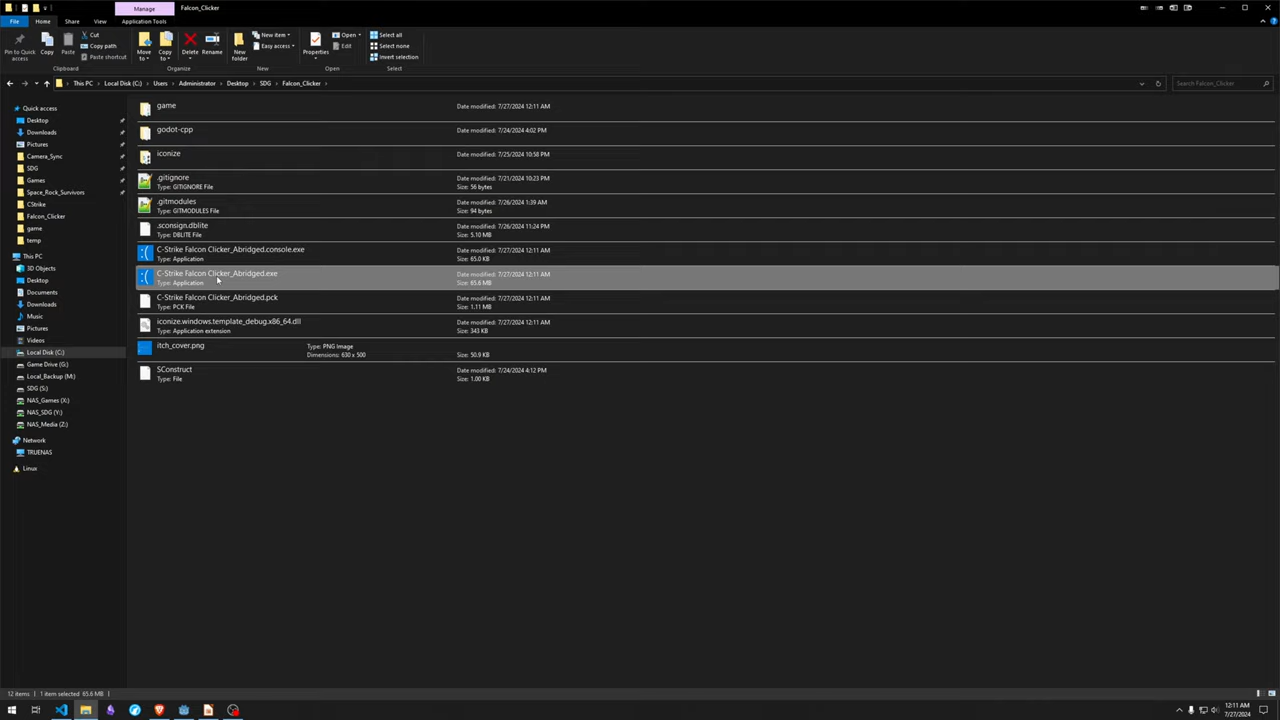 Manage
Falcon_Clicker
File
Home
Share
View
Application Tools
Pin to Quick access
Copy
Paste
Cut
Copy path
Paste shortcut
Clipboard
Move to
Copy to
Delete
Rename
Organize
New folder
New item
Easy access
New
Properties
Open
Edit
Open
Select all
Select none
Invert selection
Select
This PC
Local Disk (C:)
Users
Administrator
Desktop
SDG
Falcon_Clicker
Search Falcon_Clicker
Quick access
Desktop
Downloads
Pictures
Camera_Sync
SDG
Games
Space_Rock_Survivors
CStrike
Falcon_Clicker
game
temp
This PC
3D Objects
Desktop
Documents
Downloads
Music
Pictures
Videos
Local Disk (C:)
Game Drive (G:)
Local_Backup (M:)
SDG (S:)
NAS_Games (X:)
NAS_SDG (Y:)
NAS_Media (Z:)
Network
TRUENAS
Linux
game Date modified: 7/27/2024 12:11 AM
godot-cpp Date modified: 7/24/2024 4:02 PM
iconize Date modified: 7/25/2024 10:58 PM
.gitignore Date modified: 7/21/2024 10:23 PM
Type: GITIGNORE File Size: 56 bytes
.gitmodules Date modified: 7/26/2024 1:39 AM
Type: GITMODULES File Size: 94 bytes
.sconsign.dblite Date modified: 7/26/2024 11:24 PM
Type: DBLITE File Size: 5.10 MB
C-Strike Falcon Clicker_Abridged.console.exe Date modified: 7/27/2024 12:11 AM
Type: Application Size: 65.0 KB
C-Strike Falcon Clicker_Abridged.exe Date modified: 7/27/2024 12:11 AM
Type: Application Size: 65.6 MB
C-Strike Falcon Clicker_Abridged.pck Date modified: 7/27/2024 12:11 AM
Type: PCK File Size: 1.11 MB
iconize.windows.template_debug.x86_64.dll Date modified: 7/27/2024 12:11 AM
Type: Application extension Size: 343 KB
itch_cover.png Type: PNG Image
Dimensions: 630 x 500 Size: 50.9 KB
SConstruct Date modified: 7/24/2024 4:12 PM
Type: File Size: 1.00 KB
12 items 1 item selected 65.6 MB
12:11 AM
7/27/2024